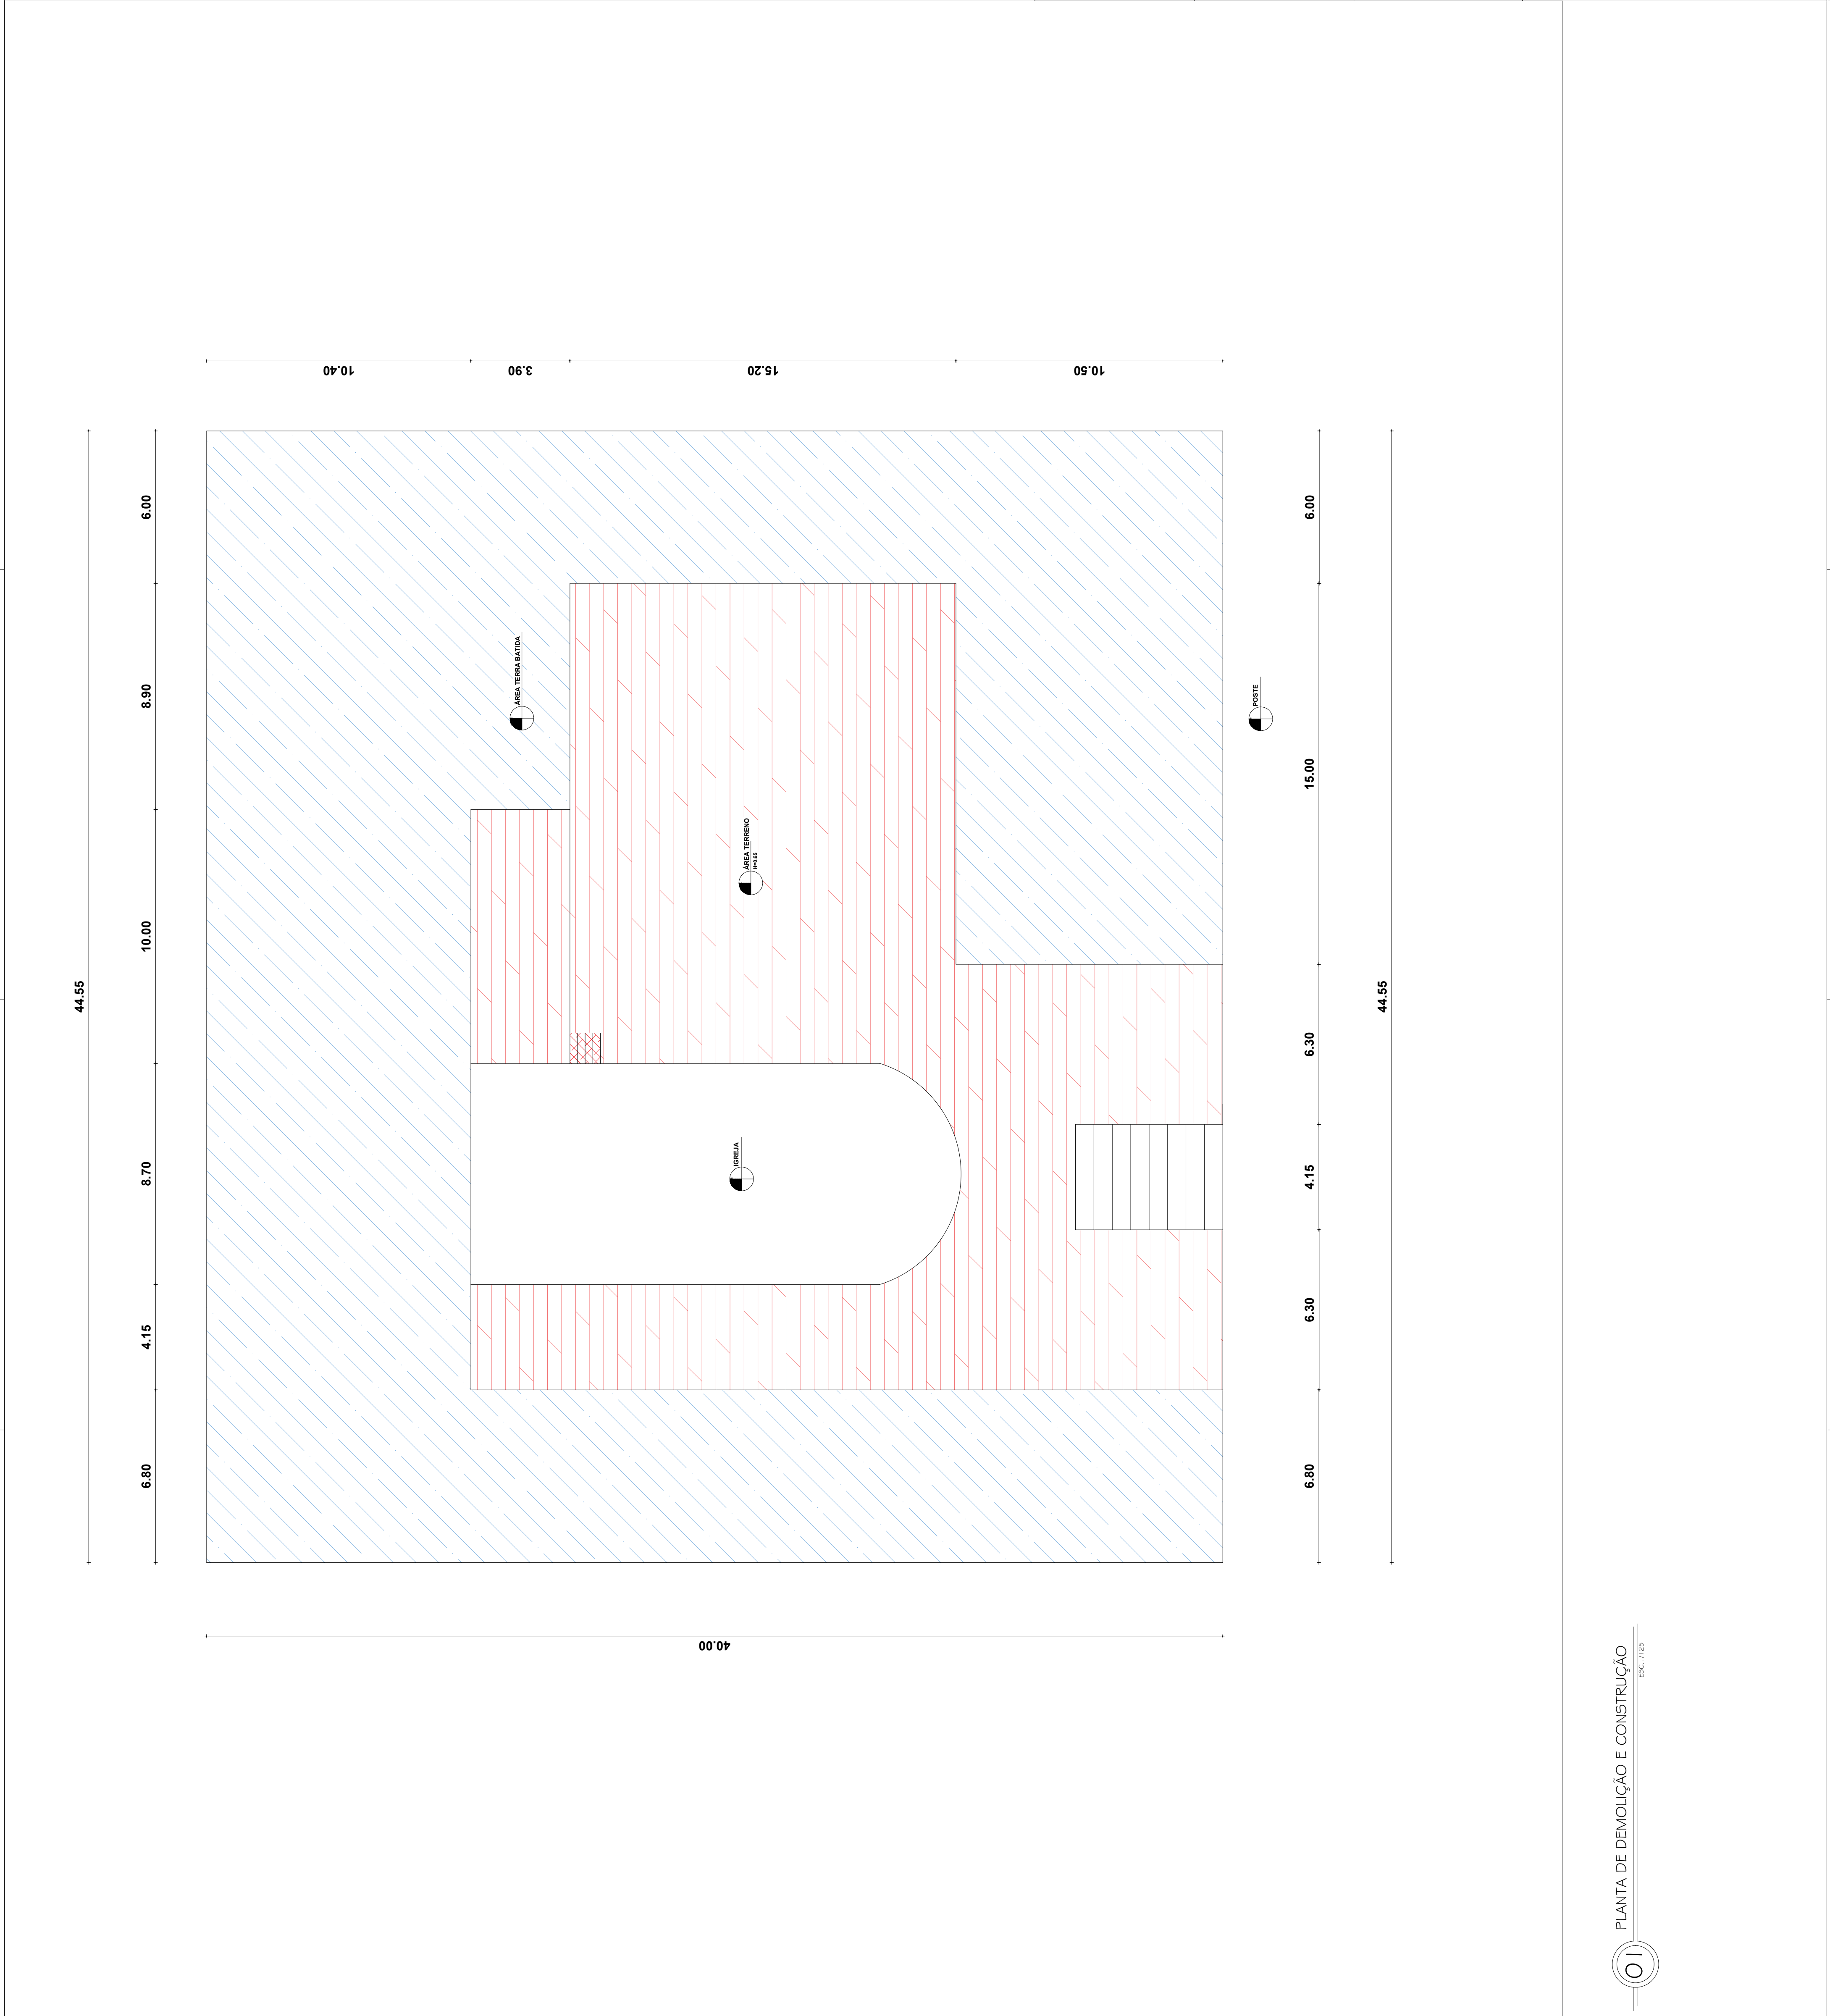 10.40
3.90
15.20
10.50
44.55
6.00
8.90
10.00
8.70
4.15
6.80
ÁREA TERRA BATIDA
ÁREA TERRENO
H=0.65
IGREJA
POSTE
6.00
15.00
6.30
4.15
6.30
6.80
44.55
40.00
01
PLANTA DE DEMOLIÇÃO E CONSTRUÇÃO
ESC.1/125